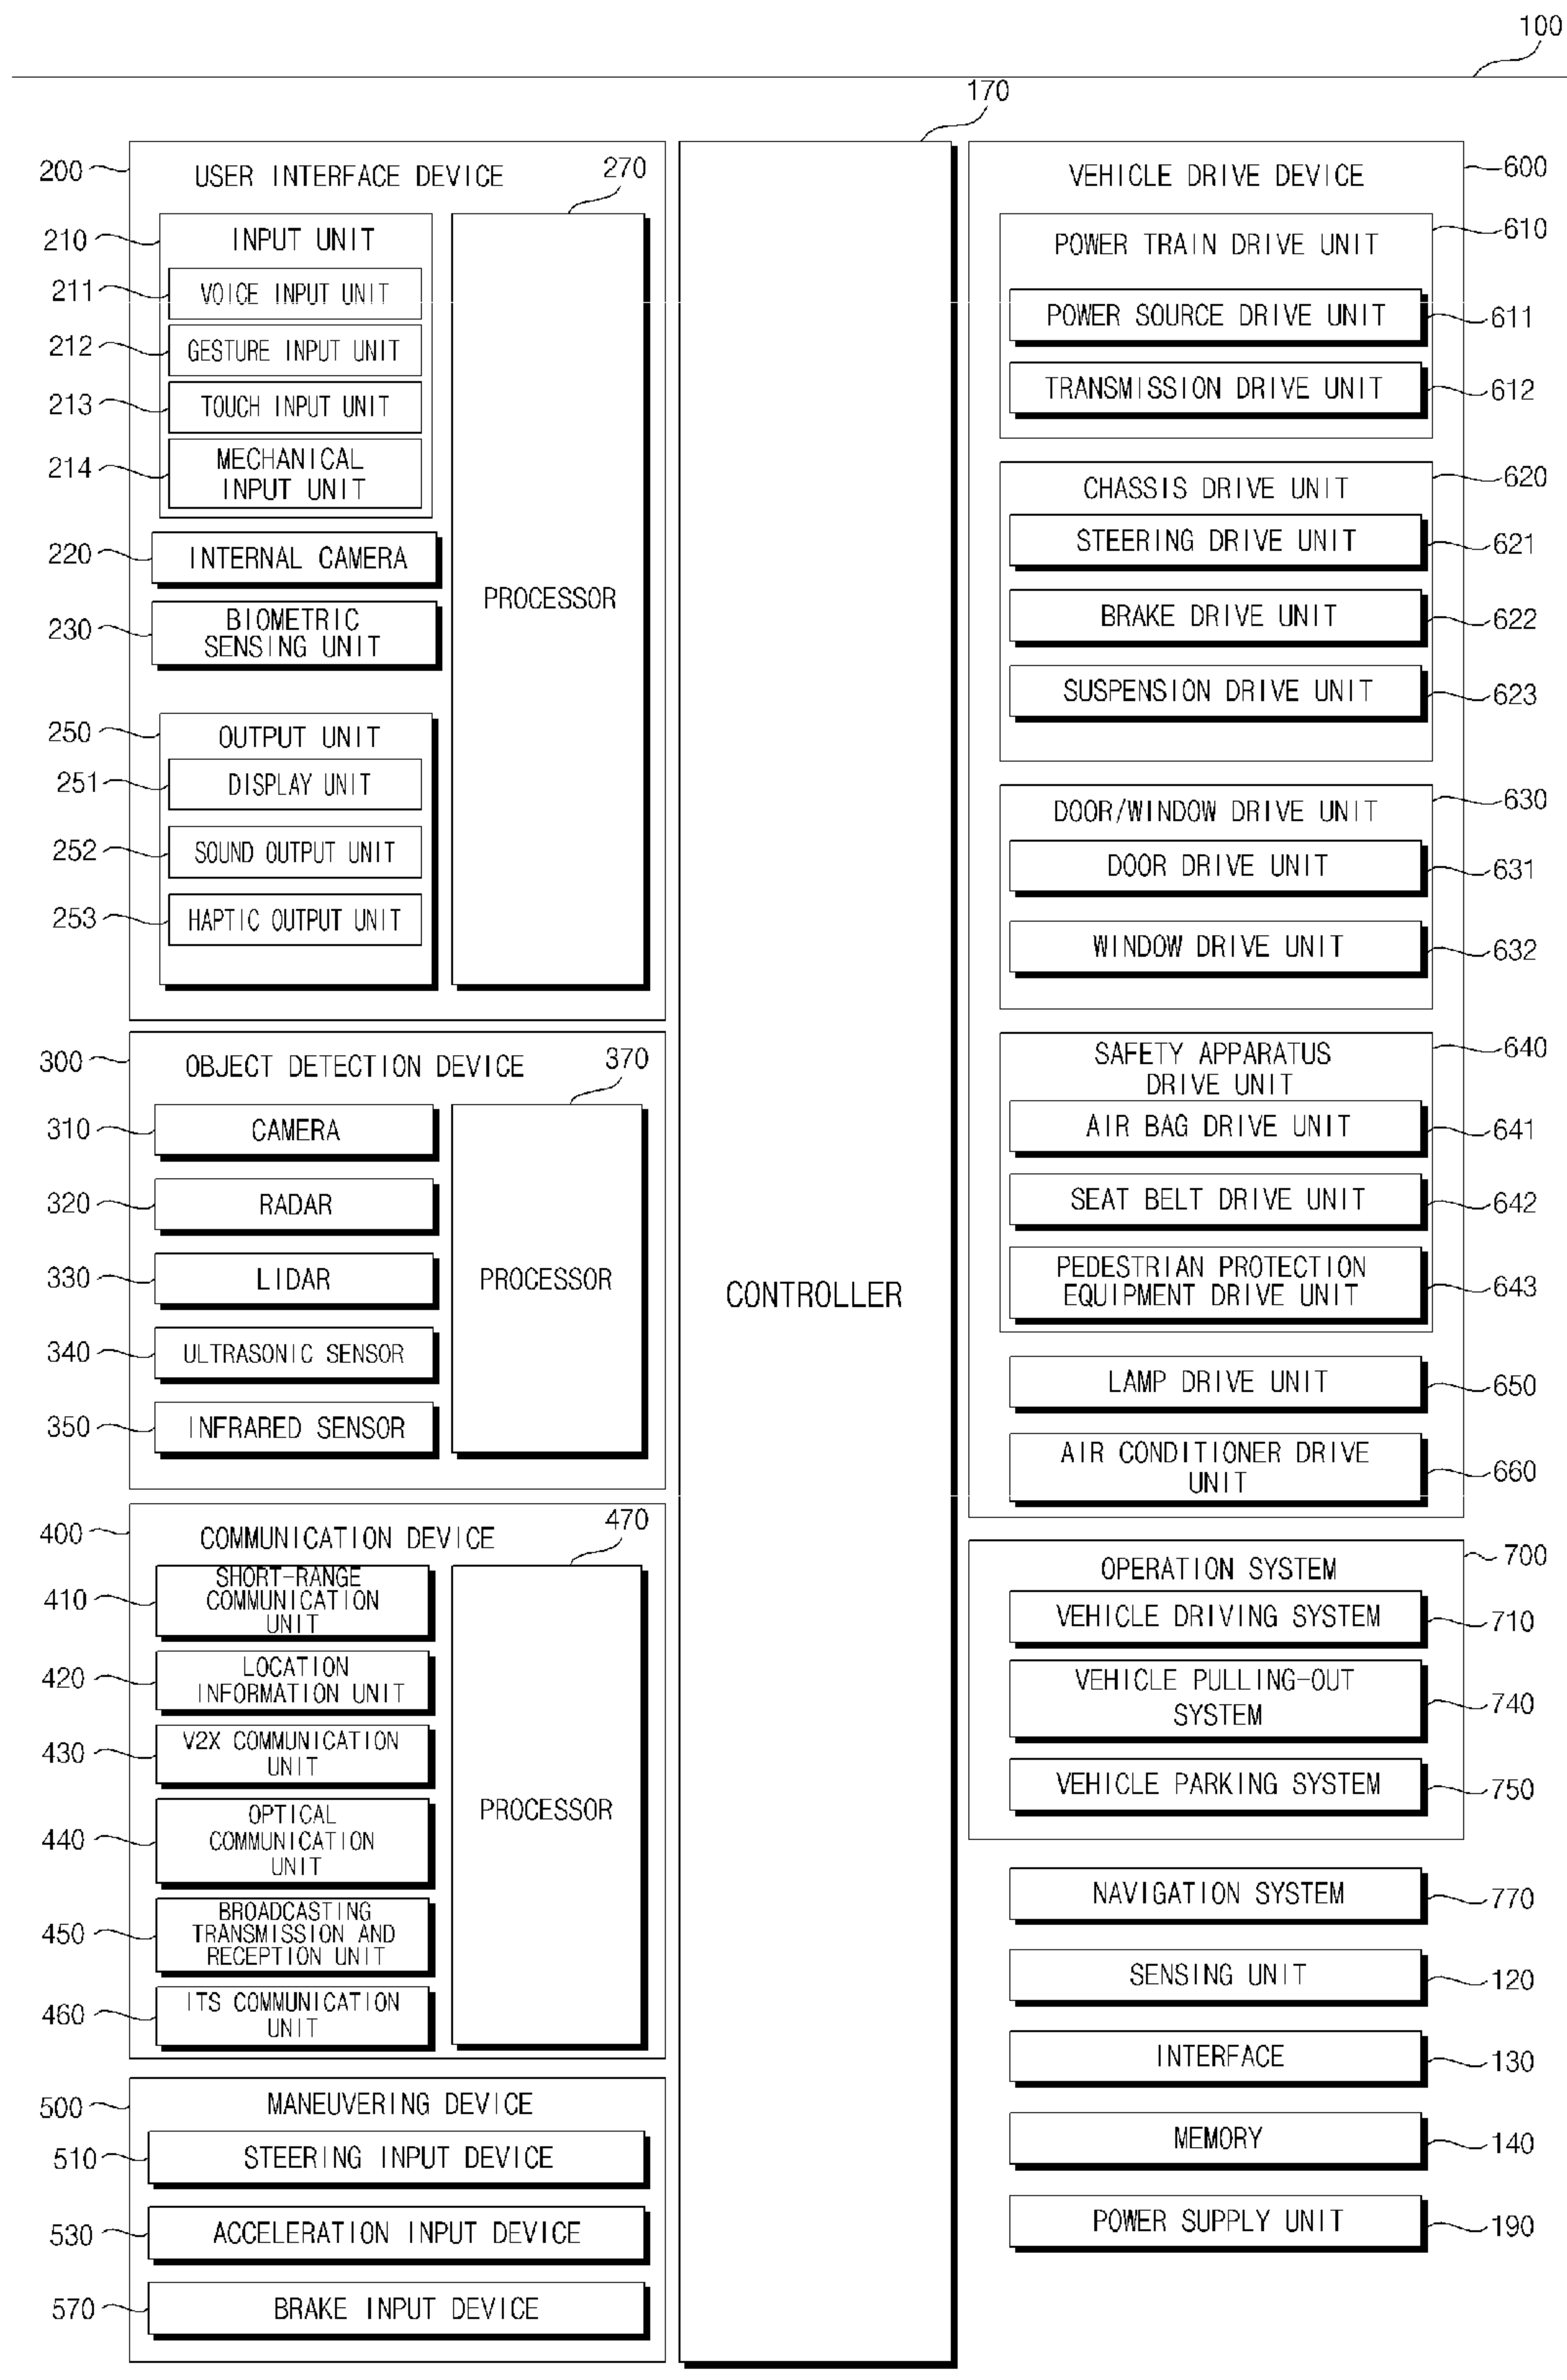 100
170
200
USER INTERFACE DEVICE
270
210
INPUT UNIT
211
VOICE INPUT UNIT
212
GESTURE INPUT UNIT
213
TOUCH INPUT UNIT
214
MECHANICAL
INPUT UNIT
220
INTERNAL CAMERA
230
BIOMETRIC
SENSING UNIT
PROCESSOR
250
OUTPUT UNIT
251
DISPLAY UNIT
252
SOUND OUTPUT UNIT
253
HAPTIC OUTPUT UNIT
300
OBJECT DETECTION DEVICE
370
310
CAMERA
320
RADAR
330
LIDAR
PROCESSOR
340
ULTRASONIC SENSOR
350
INFRARED SENSOR
400
COMMUNICATION DEVICE
470
410
SHORT-RANGE
COMMUNICATION
UNIT
420
LOCATION
INFORMATION UNIT
430
V2X COMMUNICATION
UNIT
PROCESSOR
440
OPTICAL
COMMUNICATION
UNIT
450
BROADCASTING
TRANSMISSION AND
RECEPTION UNIT
460
ITS COMMUNICATION
UNIT
500
MANEUVERING DEVICE
510
STEERING INPUT DEVICE
530
ACCELERATION INPUT DEVICE
570
BRAKE INPUT DEVICE
CONTROLLER
VEHICLE DRIVE DEVICE
600
POWER TRAIN DRIVE UNIT
610
POWER SOURCE DRIVE UNIT
611
TRANSMISSION DRIVE UNIT
612
CHASSIS DRIVE UNIT
620
STEERING DRIVE UNIT
621
BRAKE DRIVE UNIT
622
SUSPENSION DRIVE UNIT
623
DOOR/WINDOW DRIVE UNIT
630
DOOR DRIVE UNIT
631
WINDOW DRIVE UNIT
632
SAFETY APPARATUS
DRIVE UNIT
640
AIR BAG DRIVE UNIT
641
SEAT BELT DRIVE UNIT
642
PEDESTRIAN PROTECTION
EQUIPMENT DRIVE UNIT
643
LAMP DRIVE UNIT
650
AIR CONDITIONER DRIVE
UNIT
660
OPERATION SYSTEM
700
VEHICLE DRIVING SYSTEM
710
VEHICLE PULLING-OUT
SYSTEM
740
VEHICLE PARKING SYSTEM
750
NAVIGATION SYSTEM
770
SENSING UNIT
120
INTERFACE
130
MEMORY
140
POWER SUPPLY UNIT
190